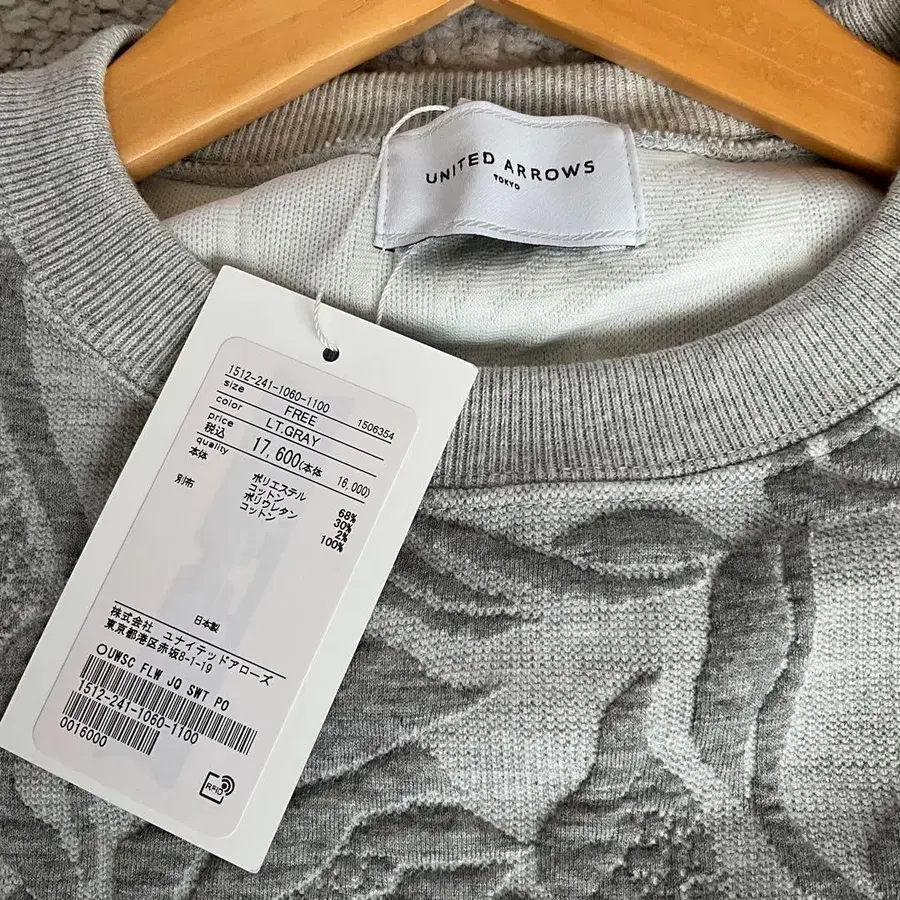 UNITED ARROWS
TOKYO
1512-241-1060-1100
size FREE 1506354
color LT.GRAY
price
税込 17,600(本体 16,000)
quality
本体 ポリエステル 68%
コットン 30%
ポリウレタン 2%
別布 コットン 100%
日本製
株式会社 ユナイテッドアローズ
東京都港区赤坂8-1-19
〇UWSC FLW JQ SWT PO
1512-241-1060-1100
0016000
RFID